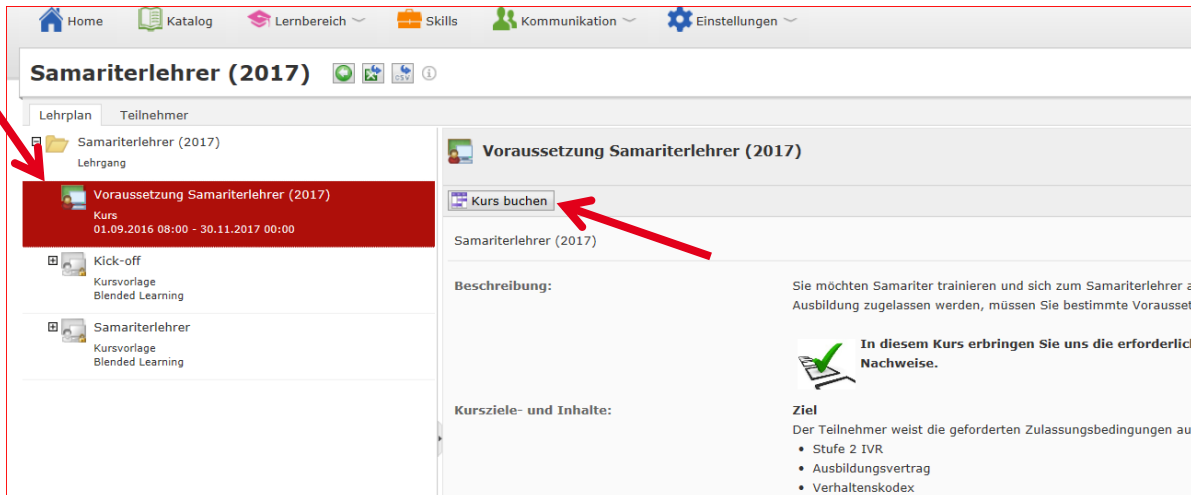 Home Katalog Lernbereich Skills Kommunikation Einstellungen
Samariterlehrer (2017) CSV i
Lehrplan Teilnehmer
Samariterlehrer (2017)
Lehrgang
Voraussetzung Samariterlehrer (2017)
Kurs
01.09.2016 08:00 - 30.11.2017 00:00
Kick-off
Kursvorlage
Blended Learning
Samariterlehrer
Kursvorlage
Blended Learning
Voraussetzung Samariterlehrer (2017)
Kurs buchen
Samariterlehrer (2017)
Beschreibung:
Sie möchten Samariter trainieren und sich zum Samariterlehrer
Ausbildung zugelassen werden, müssen Sie bestimmte
In diesem Kurs erbringen Sie uns die
Nachweise.
Kursziele- und Inhalte:
Ziel
Der Teilnehmer weist die geforderten Zulassungsbedingungen
• Stufe 2 IVR
• Ausbildungsvertrag
• Verhaltenskodex